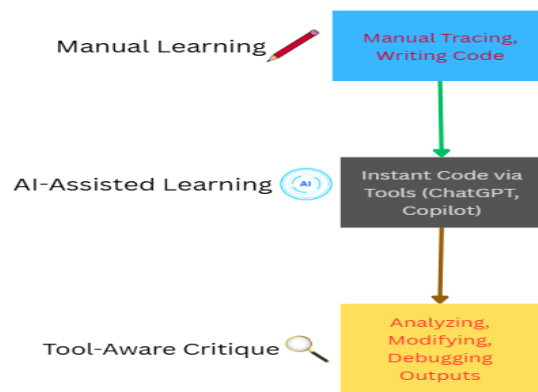 Manual Learning
Manual Tracing,
Writing Code
AI-Assisted Learning
AI
Instant Code via
Tools (ChatGPT,
Copilot)
Tool-Aware Critique
Analyzing,
Modifying,
Debugging
Outputs